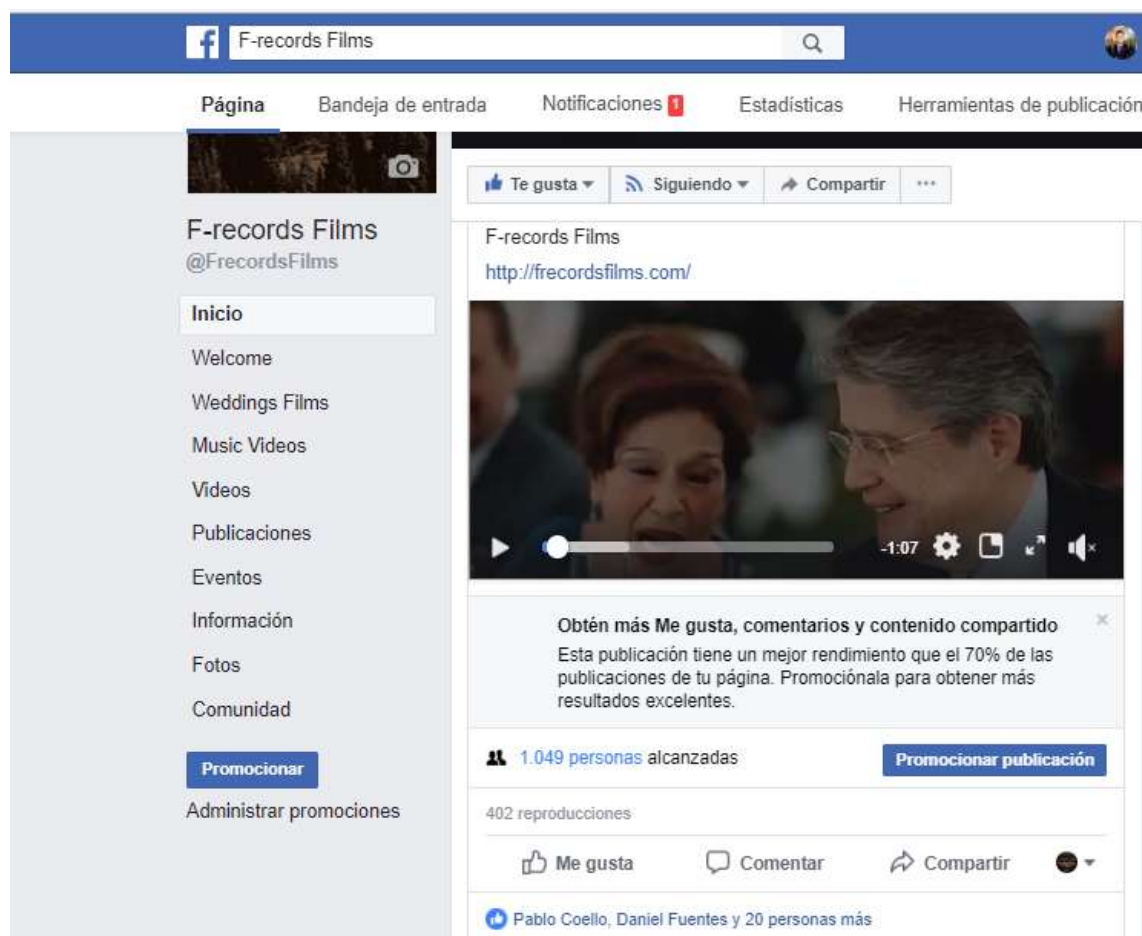 F-records Films
Página Bandeja de entrada Notificaciones 1 Estadísticas Herramientas de publicación
Te gusta Siguiendo Compartir ...
F-records Films
@FrecordsFilms
Inicio
Welcome
Weddings Films
Music Videos
Videos
Publicaciones
Eventos
Información
Fotos
Comunidad
Promocionar
Administrar promociones
F-records Films
http://frecordsfilms.com/
-1:07
Obtén más Me gusta, comentarios y contenido compartido
Esta publicación tiene un mejor rendimiento que el 70% de las
publicaciones de tu página. Promociónala para obtener más
resultados excelentes.
1.049 personas alcanzadas Promocionar publicación
402 reproducciones
Me gusta Comentar Compartir
Pablo Coello, Daniel Fuentes y 20 personas más